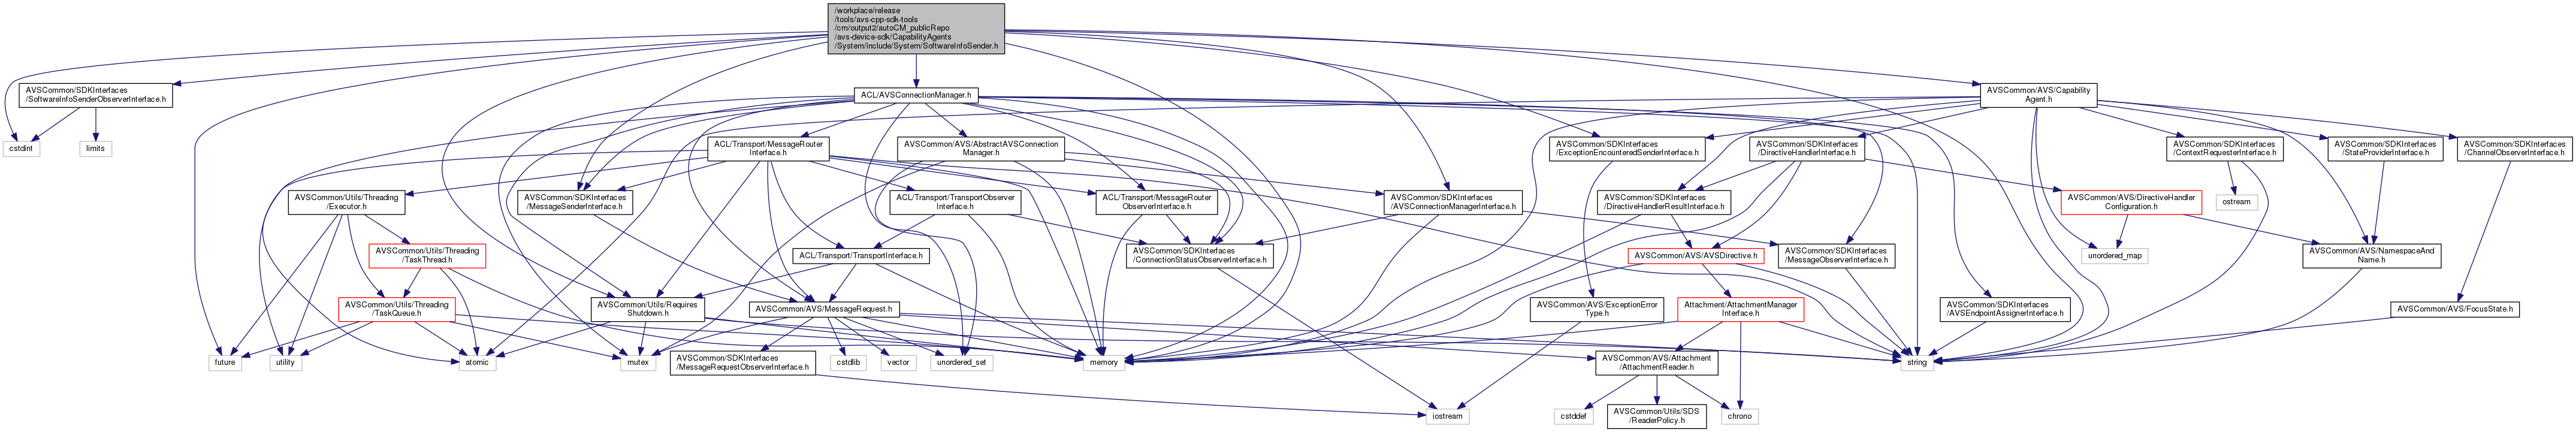 /workplace/release
/tools/avs-cpp-sdk-tools
/cm/output2/autoCM_publicRepo
/avs-device-sdk/CapabilityAgents
/System/include/System/SoftwareInfoSender.h
AVSCommon/SDKInterfaces
/SoftwareInfoSenderObserverInterface.h
ACL/AVSConnectionManager.h
AVSCommon/AVS/Capability
Agent.h
cstdint
limits
ACL/Transport/MessageRouter
Interface.h
AVSCommon/AVS/AbstractAVSConnection
Manager.h
AVSCommon/SDKInterfaces
/ExceptionEncounteredSenderInterface.h
AVSCommon/SDKInterfaces
/DirectiveHandlerInterface.h
AVSCommon/SDKInterfaces
/ContextRequesterInterface.h
AVSCommon/SDKInterfaces
/StateProviderInterface.h
AVSCommon/SDKInterfaces
/ChannelObserverInterface.h
AVSCommon/Utils/Threading
/Executor.h
AVSCommon/SDKInterfaces
/MessageSenderInterface.h
ACL/Transport/TransportObserver
Interface.h
ACL/Transport/MessageRouter
ObserverInterface.h
AVSCommon/SDKInterfaces
/AVSConnectionManagerInterface.h
AVSCommon/SDKInterfaces
/DirectiveHandlerResultInterface.h
AVSCommon/AVS/DirectiveHandler
Configuration.h
ostream
AVSCommon/Utils/Threading
/TaskThread.h
ACL/Transport/TransportInterface.h
AVSCommon/SDKInterfaces
/ConnectionStatusObserverInterface.h
AVSCommon/AVS/AVSDirective.h
AVSCommon/SDKInterfaces
/MessageObserverInterface.h
unordered_map
AVSCommon/AVS/NamespaceAnd
Name.h
AVSCommon/Utils/Threading
/TaskQueue.h
AVSCommon/Utils/Requires
Shutdown.h
AVSCommon/AVS/MessageRequest.h
AVSCommon/AVS/ExceptionError
Type.h
Attachment/AttachmentManager
Interface.h
AVSCommon/SDKInterfaces
/AVSEndpointAssignerInterface.h
AVSCommon/AVS/FocusState.h
future
utility
atomic
mutex
AVSCommon/SDKInterfaces
/MessageRequestObserverInterface.h
cstdlib
vector
unordered_set
memory
AVSCommon/AVS/Attachment
/AttachmentReader.h
string
iostream
cstddef
AVSCommon/Utils/SDS
/ReaderPolicy.h
chrono